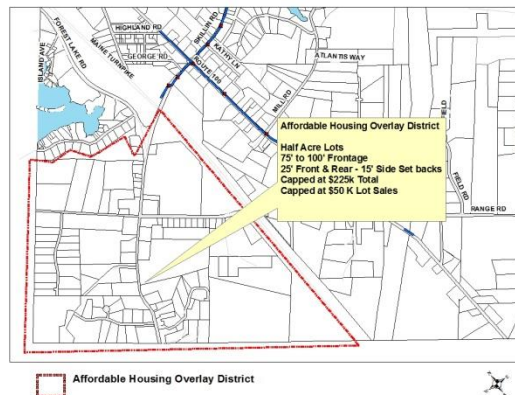 HIGHLAND RD
SKILLIN RD
FOREST LAKE RD
MAINE TURNPIKE
GEORGE RD
KATHY LN
ISLAND AVE
ROUTE 100
ATLANTIS WAY
MILL RD
FIELD
FIELD RD
RANGE RD
Affordable Housing Overlay District
Half Acre Lots
75' to 100' Frontage
25' Front & Rear - 15' Side Set backs
Capped at $225k Total
Capped at $50 K Lot Sales
Affordable Housing Overlay District